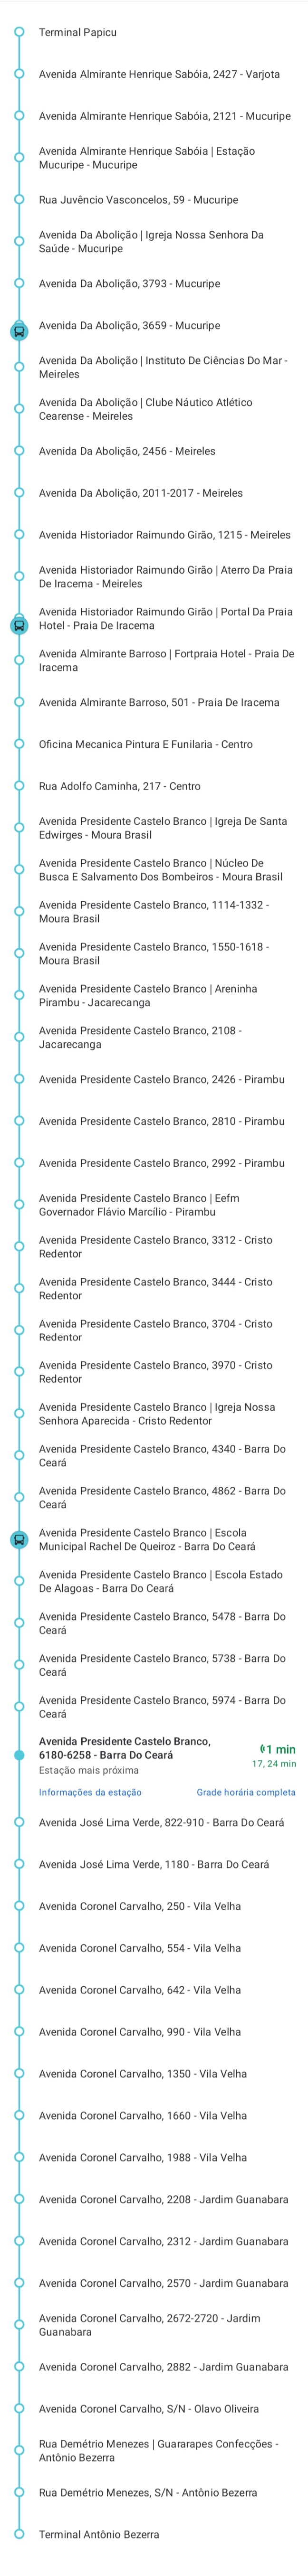 Terminal Papicu
Avenida Almirante Henrique Sabóia, 2427 - Varjota
Avenida Almirante Henrique Sabóia, 2121 - Mucuripe
Avenida Almirante Henrique Sabóia | Estação
Mucuripe - Mucuripe
Rua Juvêncio Vasconcelos, 59 - Mucuripe
Avenida Da Abolição | Igreja Nossa Senhora Da
Saúde - Mucuripe
Avenida Da Abolição, 3793 - Mucuripe
Avenida Da Abolição, 3659 - Mucuripe
Avenida Da Abolição | Instituto De Ciências Do Mar -
Meireles
Avenida Da Abolição | Clube Náutico Atlético
Cearense - Meireles
Avenida Da Abolição, 2456 - Meireles
Avenida Da Abolição, 2011-2017 - Meireles
Avenida Historiador Raimundo Girão, 1215 - Meireles
Avenida Historiador Raimundo Girão | Aterro Da Praia
De Iracema - Meireles
Avenida Historiador Raimundo Girão | Portal Da Praia
Hotel - Praia De Iracema
Avenida Almirante Barroso | Fortpraia Hotel - Praia De
Iracema
Avenida Almirante Barroso, 501 - Praia De Iracema
Oficina Mecanica Pintura E Funilaria - Centro
Rua Adolfo Caminha, 217 - Centro
Avenida Presidente Castelo Branco | Igreja De Santa
Edwirges - Moura Brasil
Avenida Presidente Castelo Branco | Núcleo De
Busca E Salvamento Dos Bombeiros - Moura Brasil
Avenida Presidente Castelo Branco, 1114-1332 -
Moura Brasil
Avenida Presidente Castelo Branco, 1550-1618 -
Moura Brasil
Avenida Presidente Castelo Branco | Areninha
Pirambu - Jacarecanga
Avenida Presidente Castelo Branco, 2108 -
Jacarecanga
Avenida Presidente Castelo Branco, 2426 - Pirambu
Avenida Presidente Castelo Branco, 2810 - Pirambu
Avenida Presidente Castelo Branco, 2992 - Pirambu
Avenida Presidente Castelo Branco | Eefm
Governador Flávio Marcílio - Pirambu
Avenida Presidente Castelo Branco, 3312 - Cristo
Redentor
Avenida Presidente Castelo Branco, 3444 - Cristo
Redentor
Avenida Presidente Castelo Branco, 3704 - Cristo
Redentor
Avenida Presidente Castelo Branco, 3970 - Cristo
Redentor
Avenida Presidente Castelo Branco | Igreja Nossa
Senhora Aparecida - Cristo Redentor
Avenida Presidente Castelo Branco, 4340 - Barra Do
Ceará
Avenida Presidente Castelo Branco, 4862 - Barra Do
Ceará
Avenida Presidente Castelo Branco | Escola
Municipal Rachel De Queiroz - Barra Do Ceará
Avenida Presidente Castelo Branco | Escola Estado
De Alagoas - Barra Do Ceará
Avenida Presidente Castelo Branco, 5478 - Barra Do
Ceará
Avenida Presidente Castelo Branco, 5738 - Barra Do
Ceará
Avenida Presidente Castelo Branco, 5974 - Barra Do
Ceará
Avenida Presidente Castelo Branco,
6180-6258 - Barra Do Ceará
1 min
Estação mais próxima
17, 24 min
Informações da estação
Grade horária completa
Avenida José Lima Verde, 822-910 - Barra Do Ceará
Avenida José Lima Verde, 1180 - Barra Do Ceará
Avenida Coronel Carvalho, 250 - Vila Velha
Avenida Coronel Carvalho, 554 - Vila Velha
Avenida Coronel Carvalho, 642 - Vila Velha
Avenida Coronel Carvalho, 990 - Vila Velha
Avenida Coronel Carvalho, 1350 - Vila Velha
Avenida Coronel Carvalho, 1660 - Vila Velha
Avenida Coronel Carvalho, 1988 - Vila Velha
Avenida Coronel Carvalho, 2208 - Jardim Guanabara
Avenida Coronel Carvalho, 2312 - Jardim Guanabara
Avenida Coronel Carvalho, 2570 - Jardim Guanabara
Avenida Coronel Carvalho, 2672-2720 - Jardim
Guanabara
Avenida Coronel Carvalho, 2882 - Jardim Guanabara
Avenida Coronel Carvalho, S/N - Olavo Oliveira
Rua Demétrio Menezes | Guararapes Confecções -
Antônio Bezerra
Rua Demétrio Menezes, S/N - Antônio Bezerra
Terminal Antônio Bezerra